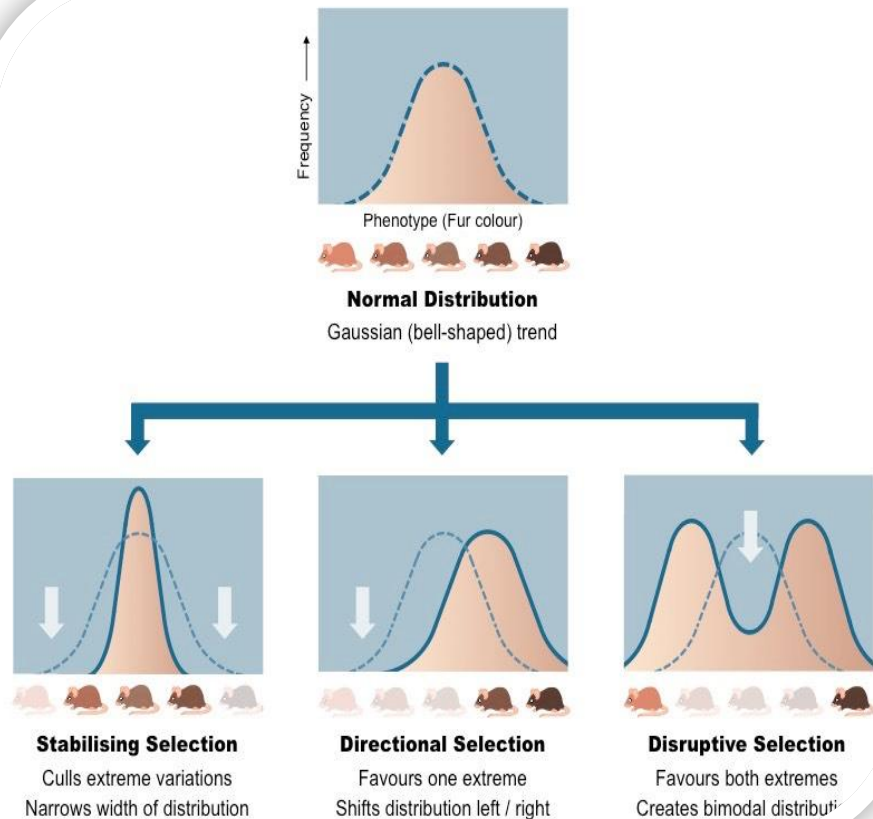 Frequency
Phenotype (Fur colour)
Normal Distribution
Gaussian (bell-shaped) trend
Stabilising Selection
Culls extreme variations
Narrows width of distribution
Directional Selection
Favours one extreme
Shifts distribution left / right
Disruptive Selection
Favours both extremes
Creates bimodal